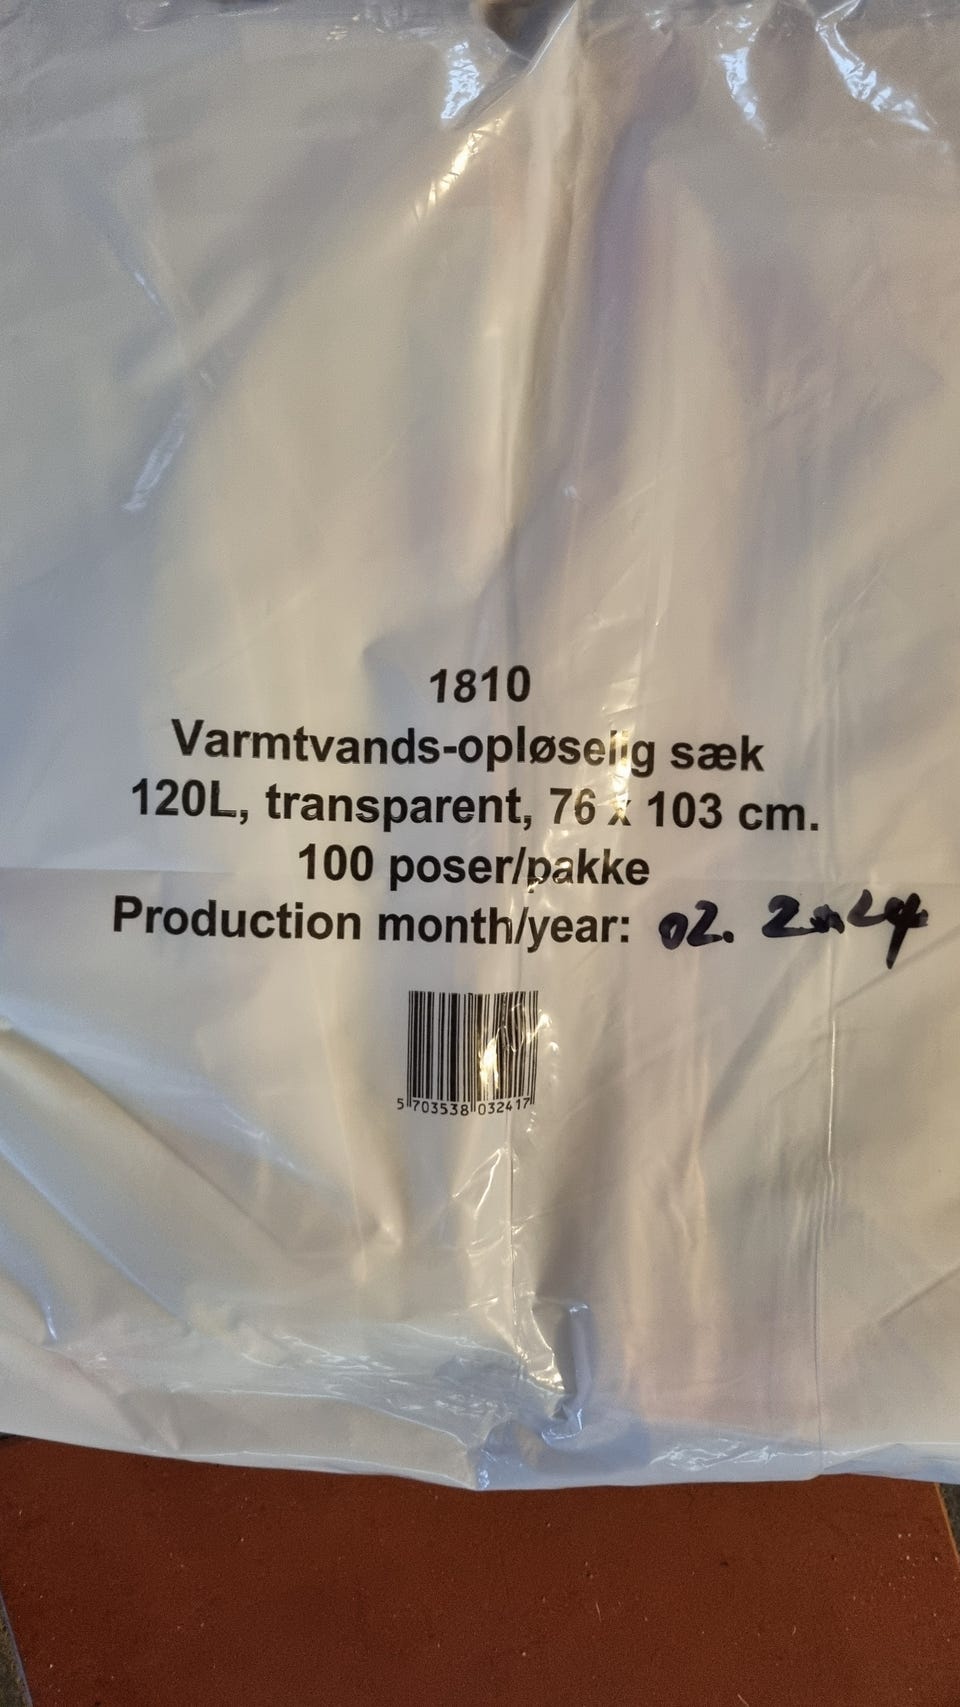 1810
Varmtvands-opløselig sæk
120L, transparent, 76 x 103 cm.
100 poser/pakke
Production month/year: 02. 2024
5 703538 032417